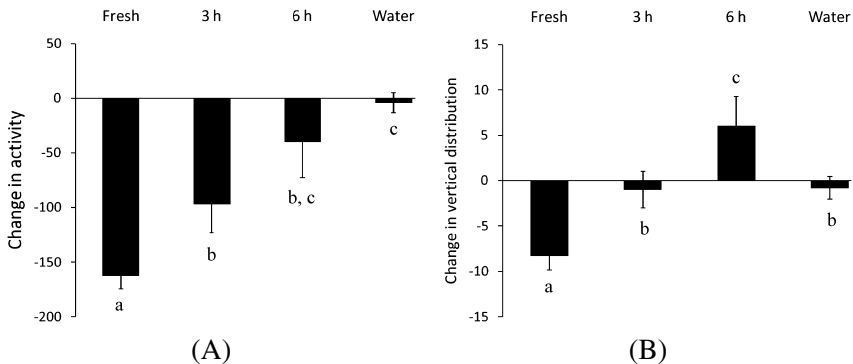 Fresh 3 h 6 h Water
50
0
-50
-100
-150
-200
Change in activity
a
b
b, c
c
(A)
Fresh 3 h 6 h Water
15
10
5
0
-5
-10
-15
Change in vertical distribution
a
b
c
b
(B)